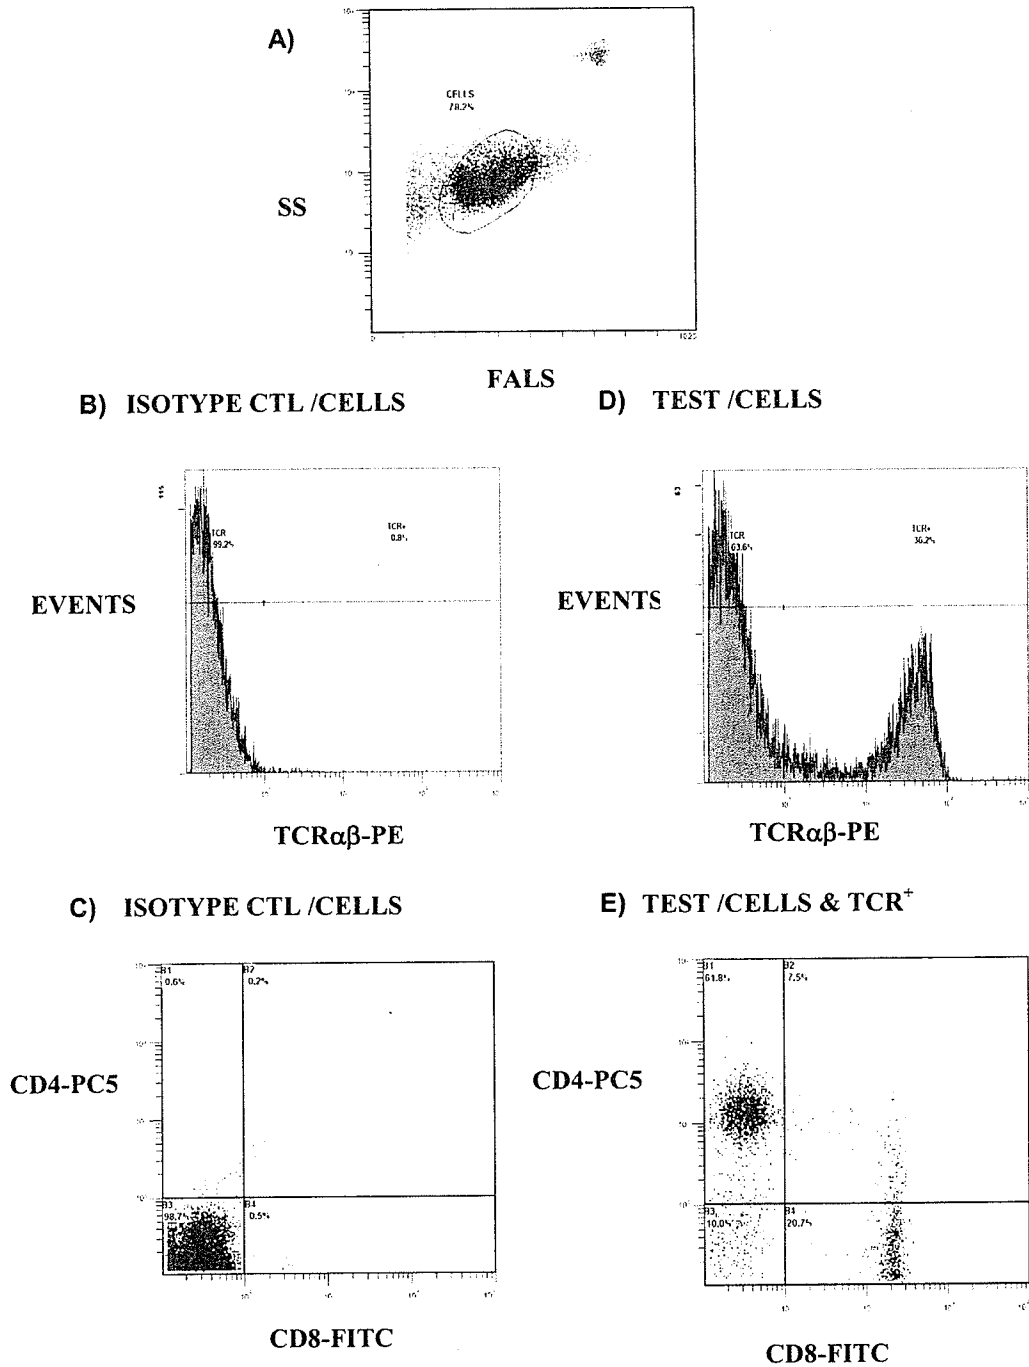 A)
CELLS
78.2%
SS
0
1023
FALS
B) ISOTYPE CTL /CELLS
D) TEST /CELLS
TCR
99.2%
TCR+
0.8%
EVENTS
TCRαβ-PE
63
TCR
63.6%
TCR+
36.2%
EVENTS
TCRαβ-PE
C) ISOTYPE CTL /CELLS
E) TEST /CELLS & TCR+
B1
0.6%
B2
0.2%
CD4-PC5
B3
98.7%
B4
0.5%
CD8-FITC
B1
61.8%
B2
7.5%
CD4-PC5
B3
10.0%
B4
20.7%
CD8-FITC